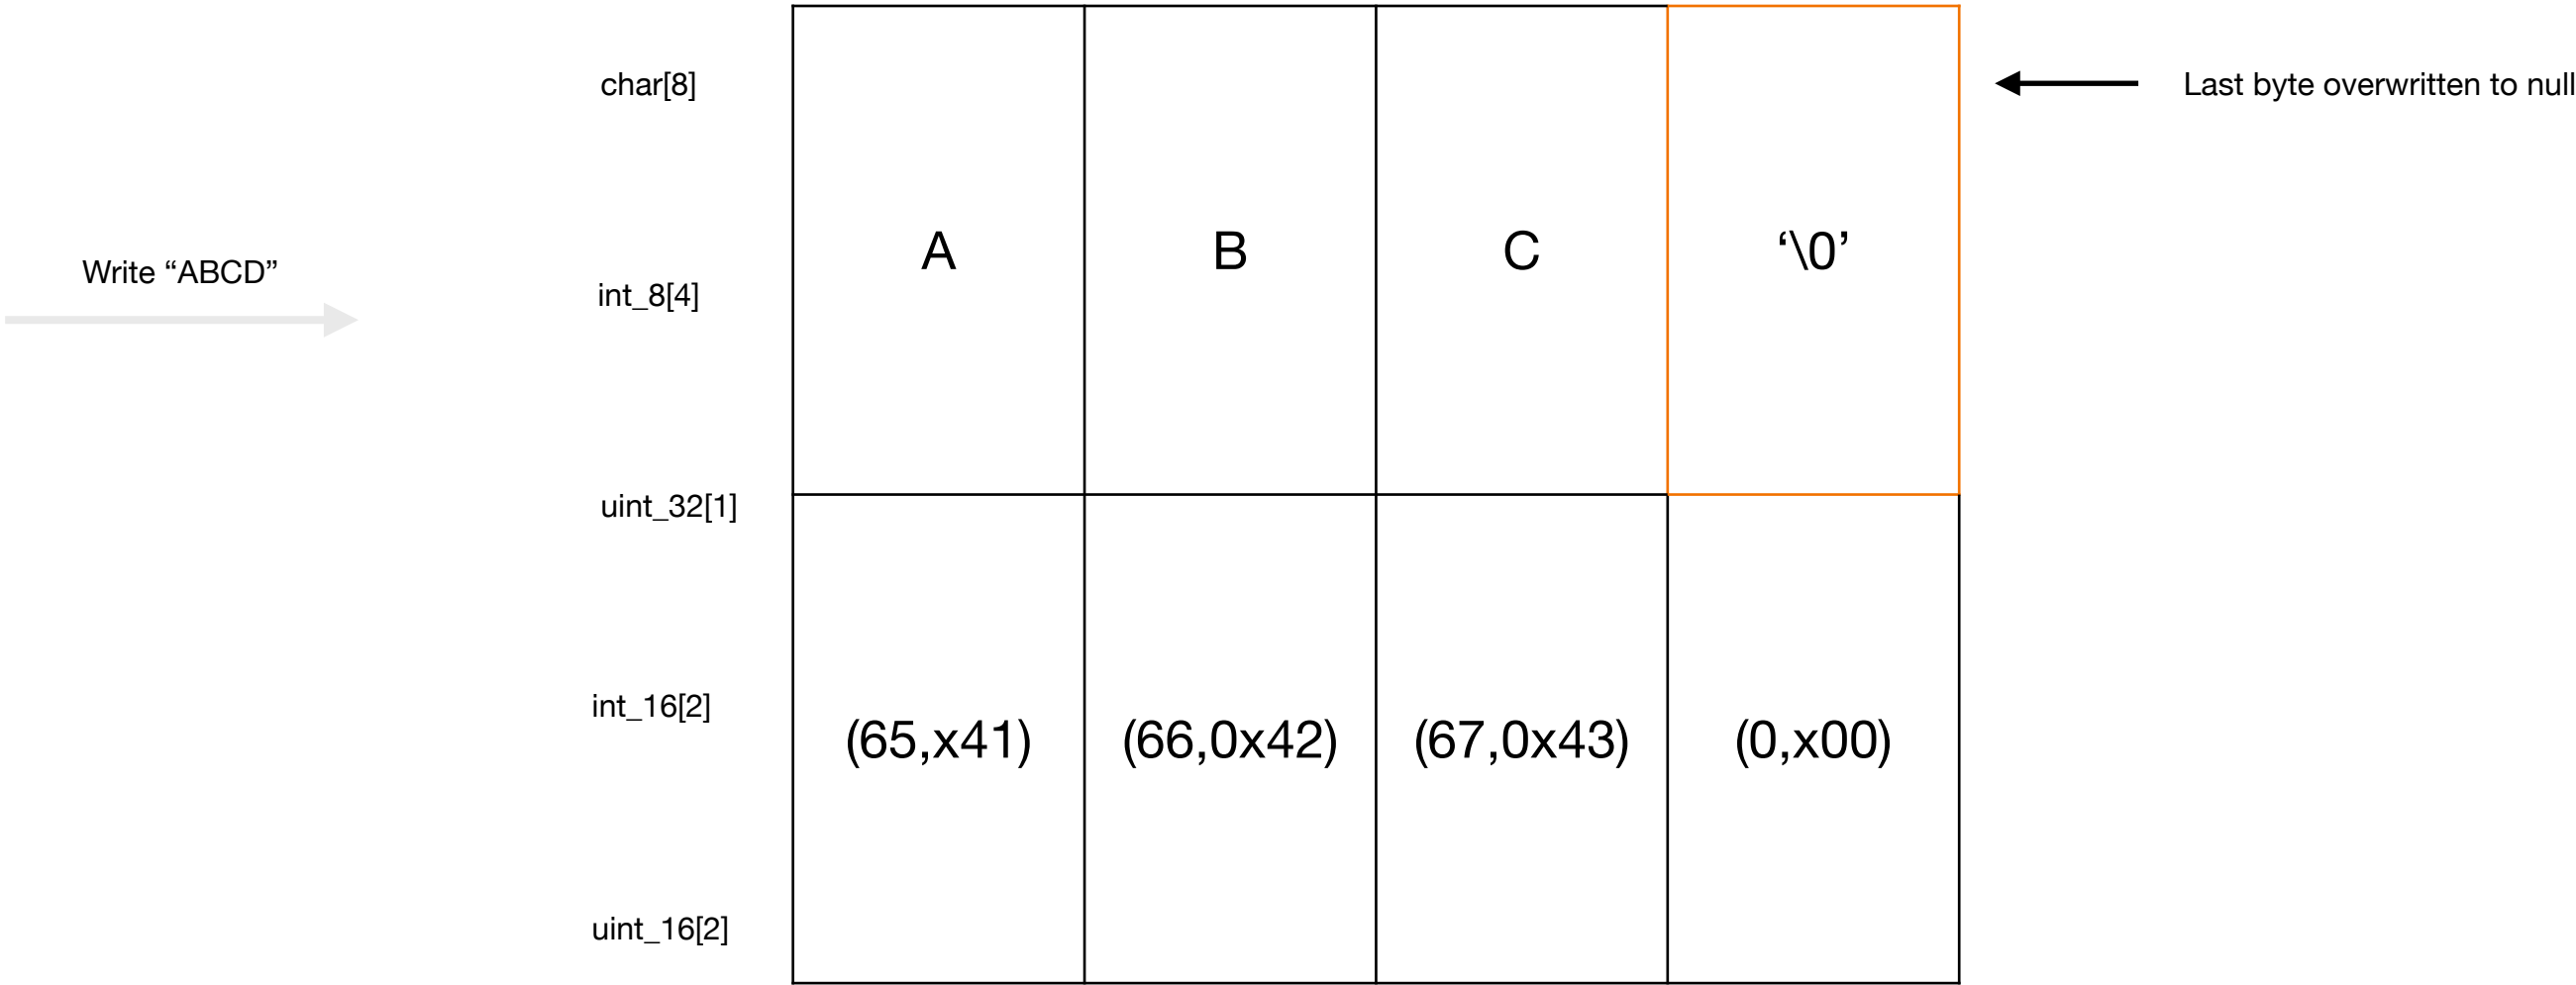 char[8]
Last byte overwritten to null
Write “ABCD”
int_8[4]
A
B
C
‘\0’
uint_32[1]
int_16[2]
(65,x41)
(66,0x42)
(67,0x43)
(0,x00)
uint_16[2]